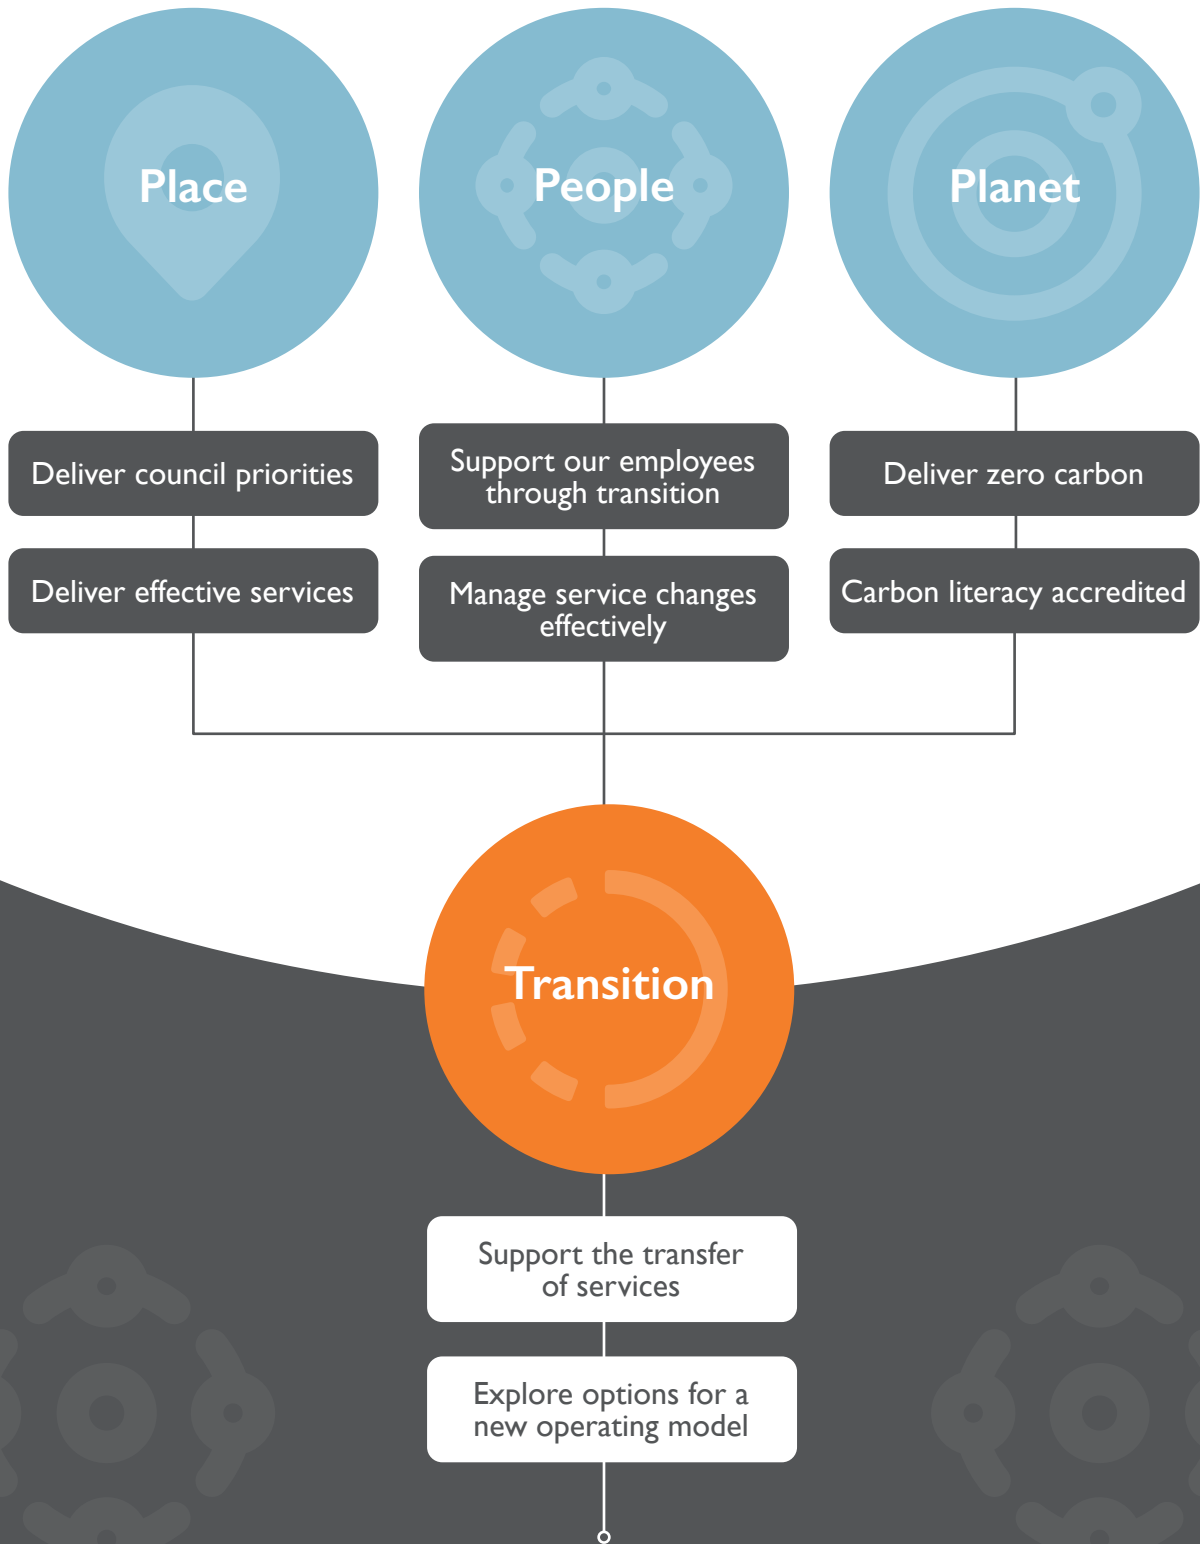 Place
People
Planet
Deliver council priorities
Deliver effective services
Support our employees
through transition
Manage service changes
effectively
Deliver zero carbon
Carbon literacy accredited
Transition
Support the transfer
of services
Explore options for a
new operating model